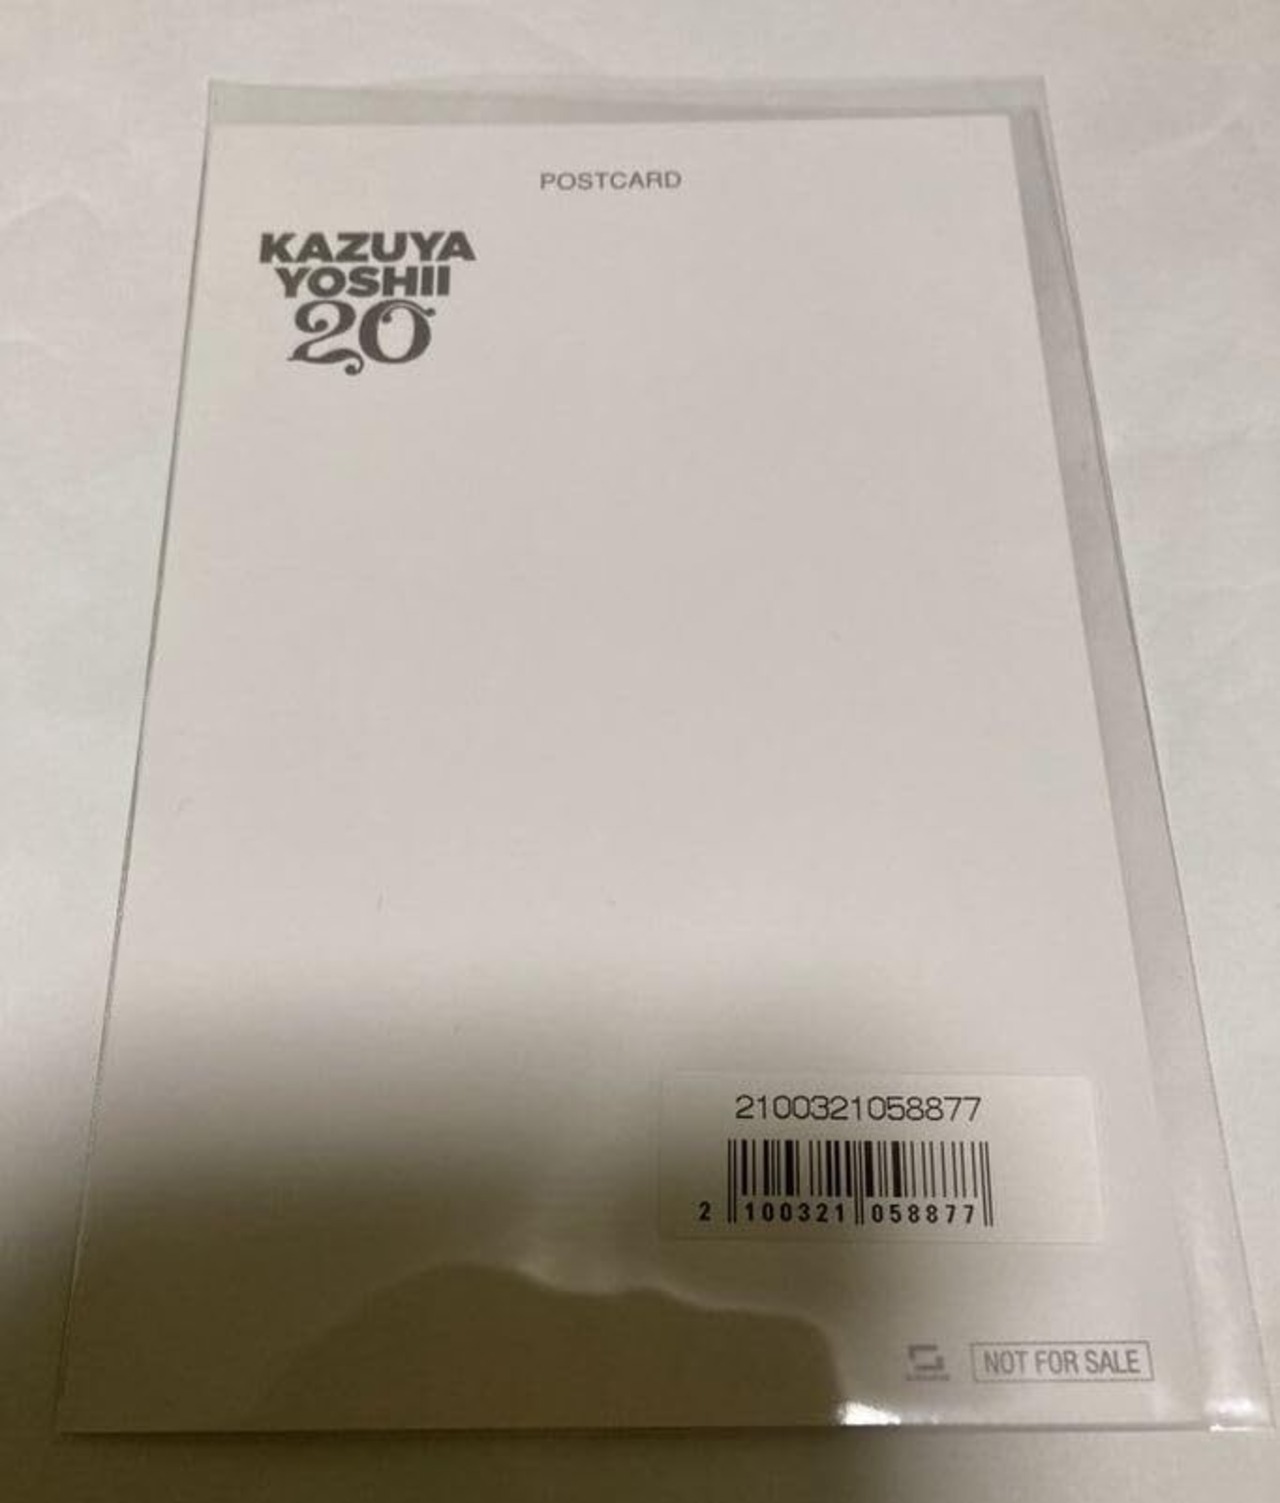 POSTCARD
KAZUYA
YOSHII
20
2100321058877
2 100321 058877
NOT FOR SALE